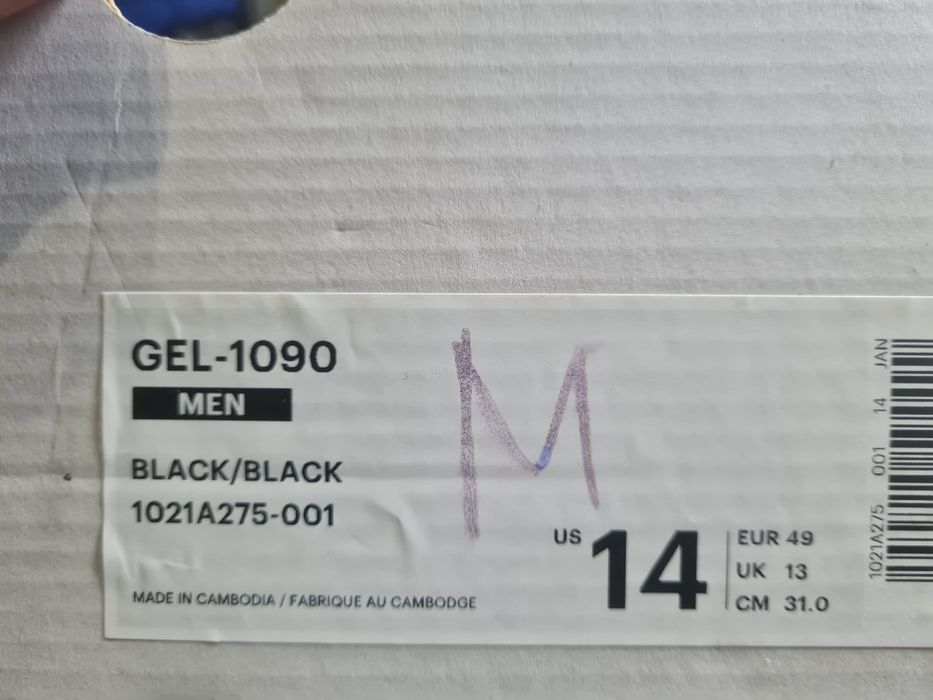 GEL-1090
MEN
BLACK/BLACK
1021A275-001
MADE IN CAMBODIA / FABRIQUE AU CAMBODGE
M
US 14
EUR 49
UK 13
CM 31.0
1021A275 001 14 JAN